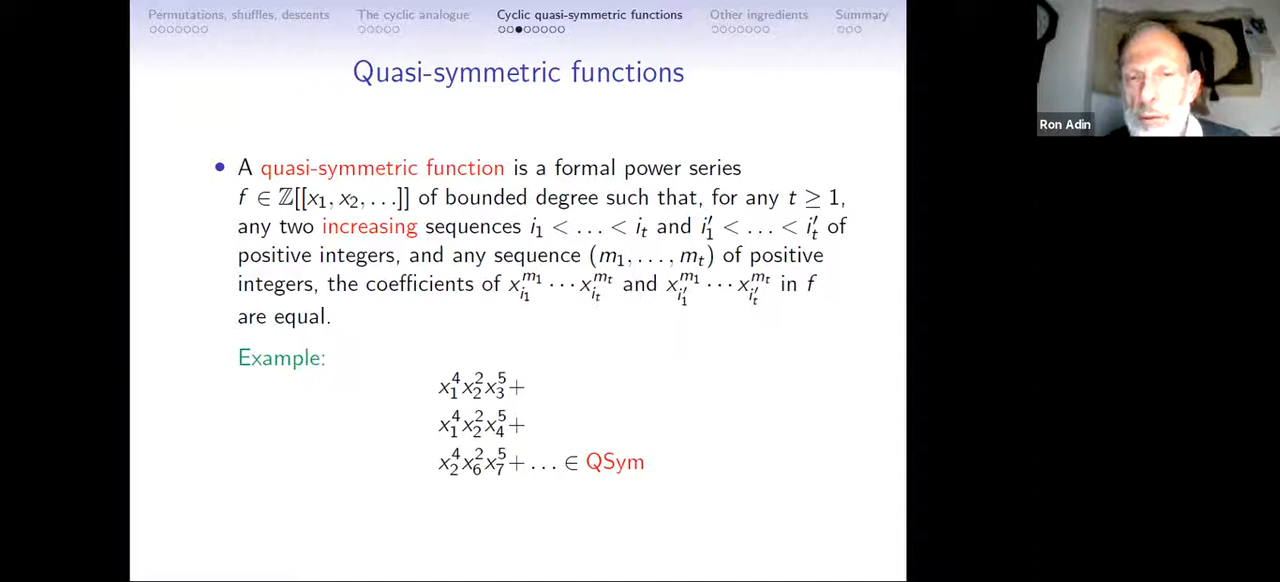 Permutations, shuffles, descents The cyclic analogue Cyclic quasi-symmetric functions Other ingredients Summary
Quasi-symmetric functions
Ron Adin
• A quasi-symmetric function is a formal power series
f ∈ ℤ[[x₁, x₂, . . .]] of bounded degree such that, for any t ≥ 1,
any two increasing sequences i₁ < . . . < iₜ and i′₁ < . . . < i′ₜ of
positive integers, and any sequence (m₁, . . . , mₜ) of positive
integers, the coefficients of x_{i₁}^{m₁} · · · x_{iₜ}^{mₜ} and x_{i′₁}^{m₁} · · · x_{i′ₜ}^{mₜ} in f
are equal.
Example:
x₁⁴x₂²x₃⁵+
x₁⁴x₂²x₄⁵+
x₂⁴x₆²x₇⁵+ . . . ∈ QSym